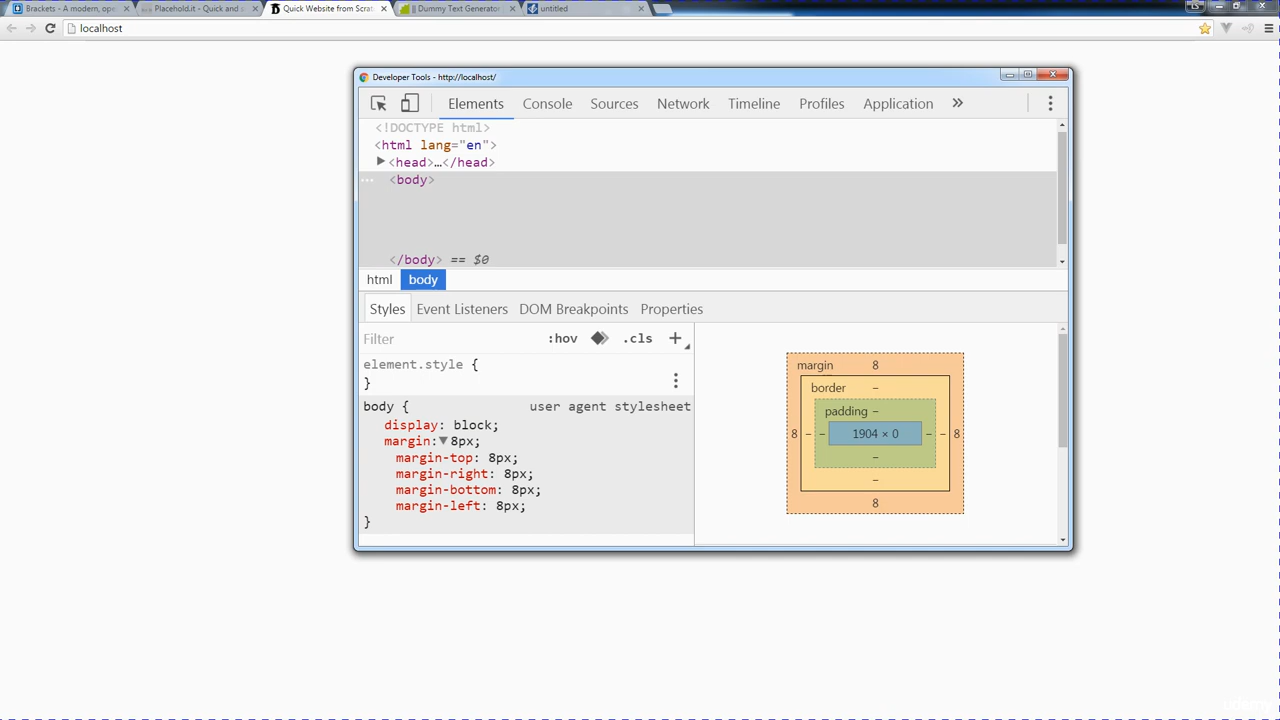 Brackets - A modern, ope
Placehold.it - Quick and s
Quick Website from Scrat
Dummy Text Generator
untitled
localhost
Developer Tools - http://localhost/
Elements Console Sources Network Timeline Profiles Application »
<!DOCTYPE html>
<html lang="en">
<head>…</head>
<body>
</body> == $0
html body
Styles Event Listeners DOM Breakpoints Properties
Filter :hov .cls +
element.style {
}
body { user agent stylesheet
display: block;
margin: 8px;
margin-top: 8px;
margin-right: 8px;
margin-bottom: 8px;
margin-left: 8px;
}
margin 8
border –
padding –
8 – – 1904 × 0 – – 8
–
–
8